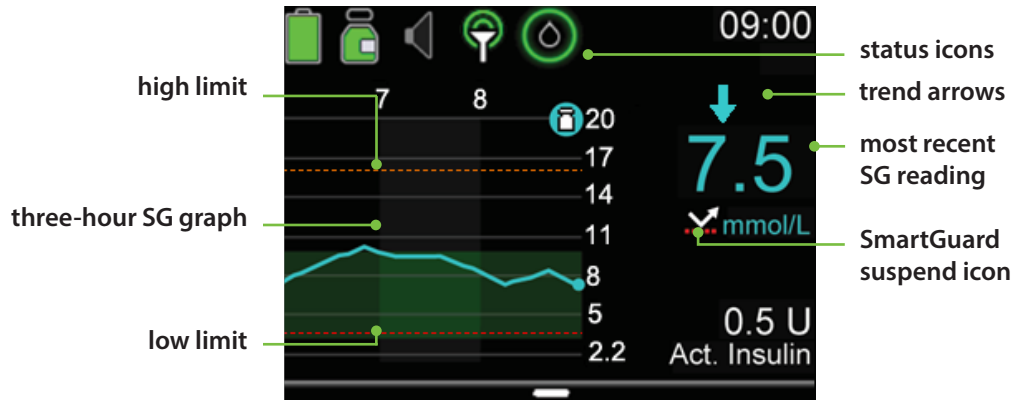 09:00
status icons
high limit
7 8
trend arrows
20
7.5
most recent
SG reading
17
14
three-hour SG graph
11
mmol/L
SmartGuard
suspend icon
8
5
0.5 U
low limit
2.2
Act. Insulin